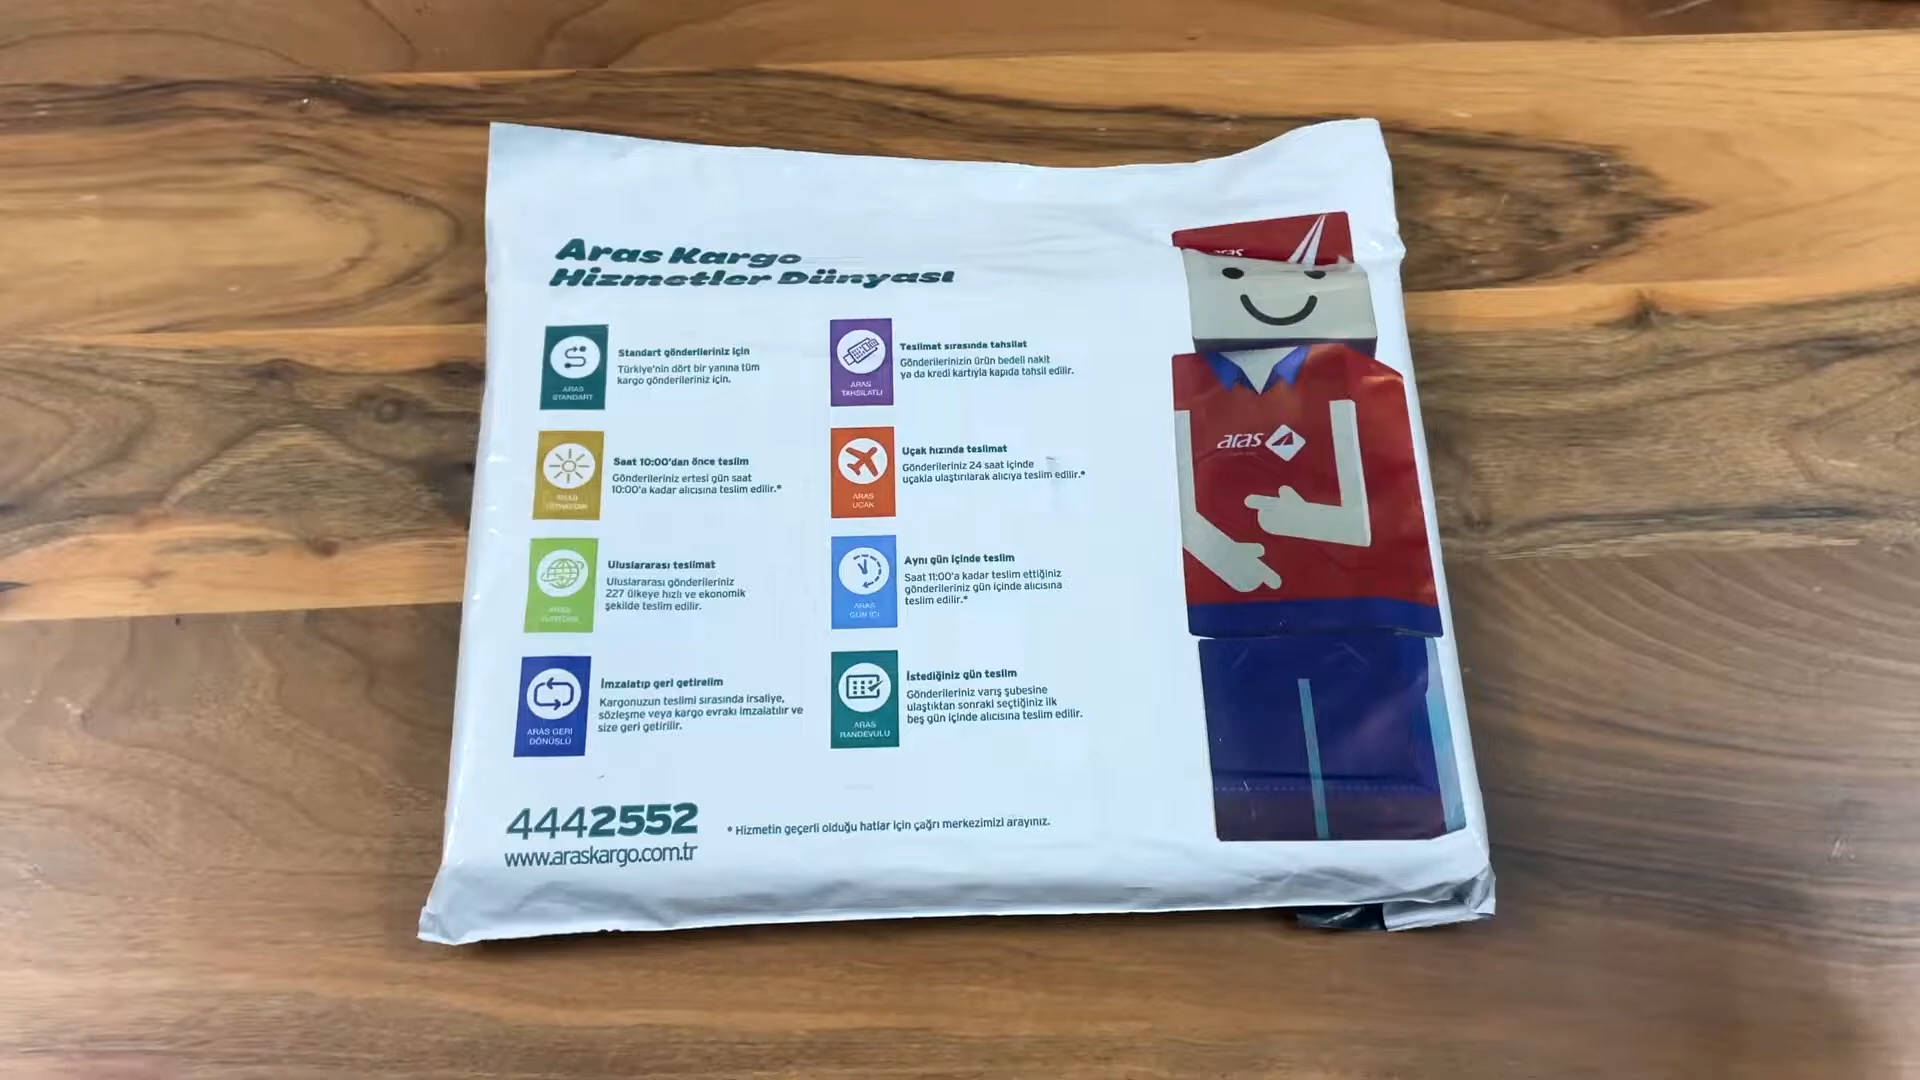 Aras Kargo
Hizmetler Dünyası
ARAS
STANDART
Standart gönderileriniz için
Türkiye'nin dört bir yanına tüm
kargo gönderileriniz için.
ARAS
TAHSİLATLI
Teslimat sırasında tahsilat
Gönderilerinizin ürün bedeli nakit
ya da kredi kartıyla kapıda tahsil edilir.
ARAS
Saat 10:00'dan önce teslim
Gönderileriniz ertesi gün saat
10:00'a kadar alıcısına teslim edilir.*
ARAS
UÇAK
Uçak hızında teslimat
Gönderileriniz 24 saat içinde
uçakla ulaştırılarak alıcıya teslim edilir.*
ARAS
Uluslararası teslimat
Uluslararası gönderileriniz
227 ülkeye hızlı ve ekonomik
şekilde teslim edilir.
ARAS
GÜN İÇİ
Aynı gün içinde teslim
Saat 11:00'a kadar teslim ettiğiniz
gönderileriniz gün içinde alıcısına
teslim edilir.*
ARAS GERİ
DÖNÜŞLÜ
İmzalatıp geri getirelim
Kargonuzun teslimi sırasında irsaliye,
sözleşme veya kargo evrakı imzalatılır ve
size geri getirilir.
ARAS
RANDEVULU
İstediğiniz gün teslim
Gönderileriniz varış şubesine
ulaştıktan sonraki seçtiğiniz ilk
beş gün içinde alıcısına teslim edilir.
4442552
www.araskargo.com.tr
* Hizmetin geçerli olduğu hatlar için çağrı merkezimizi arayınız.
aras
aras